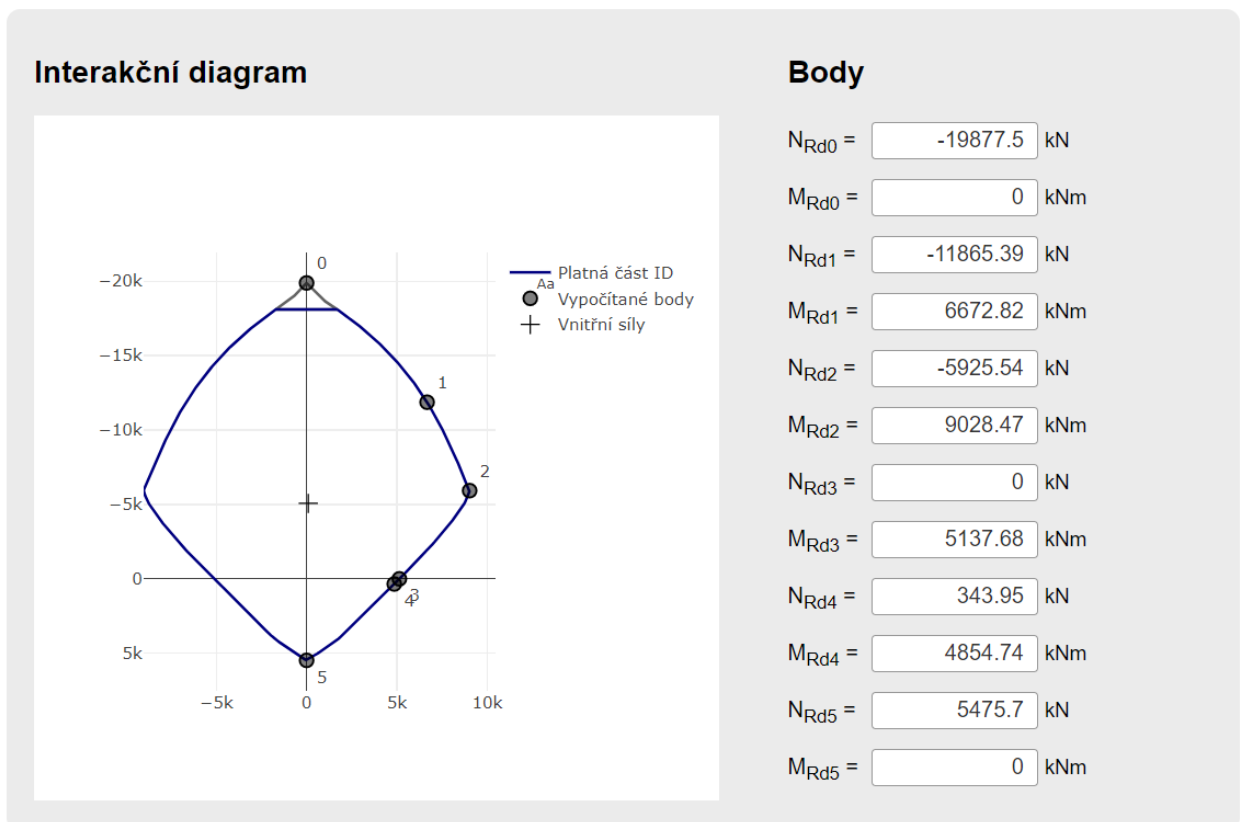 Interakční diagram
0
−20k
−15k
1
−10k
2
−5k
0
3
4
5k
5
−5k
0
5k
10k
Platná část ID
Aa
Vypočítané body
Vnitřní síly
Body
NRd0 = -19877.5 kN
MRd0 = 0 kNm
NRd1 = -11865.39 kN
MRd1 = 6672.82 kNm
NRd2 = -5925.54 kN
MRd2 = 9028.47 kNm
NRd3 = 0 kN
MRd3 = 5137.68 kNm
NRd4 = 343.95 kN
MRd4 = 4854.74 kNm
NRd5 = 5475.7 kN
MRd5 = 0 kNm